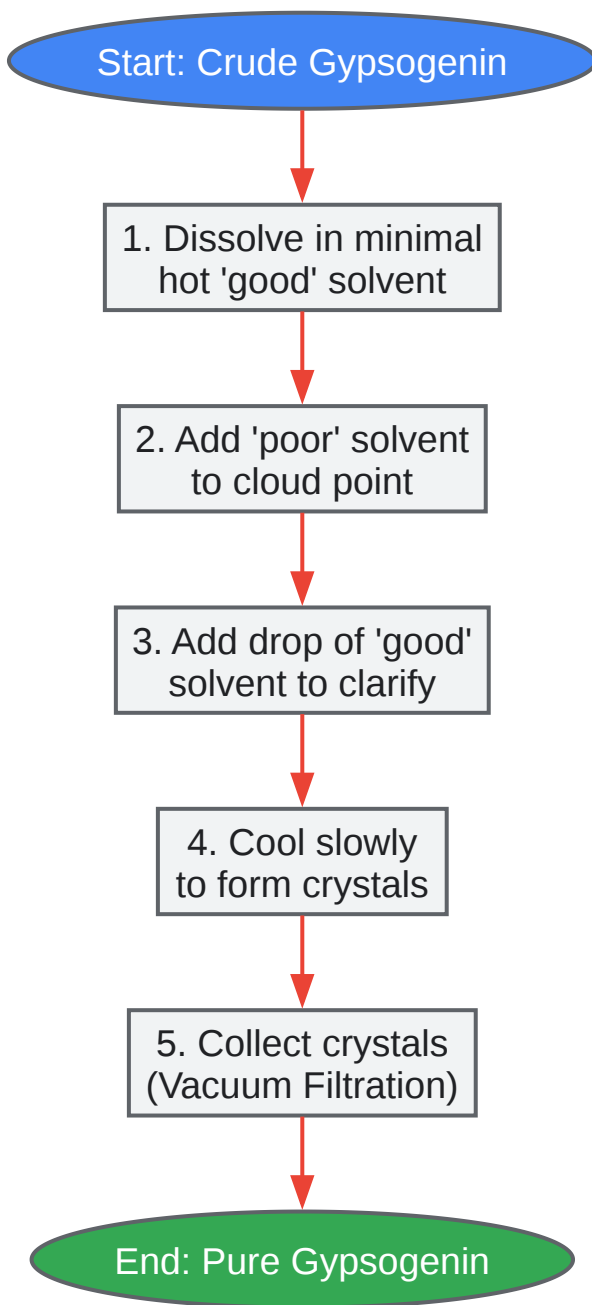 Start: Crude Gypsogenin
1. Dissolve in minimal
hot 'good' solvent
2. Add 'poor' solvent
to cloud point
3. Add drop of 'good'
solvent to clarify
4. Cool slowly
to form crystals
5. Collect crystals
(Vacuum Filtration)
End: Pure Gypsogenin